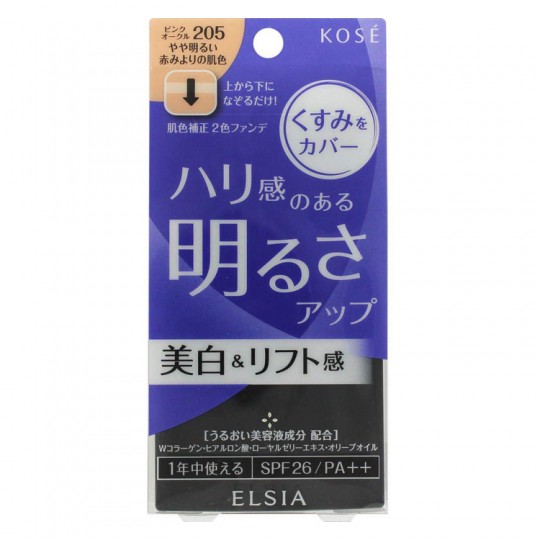 ピンク
オークル 205
やや明るい
赤みよりの肌色
KOSÉ
上から下に
なぞるだけ!
肌色補正 2色ファンデ
くすみを
カバー
ハリ感のある
明るさ
アップ
美白&リフト感
[うるおい美容液成分 配合]
Wコラーゲン・ヒアルロン酸・ローヤルゼリーエキス・オリーブオイル
1年中使える SPF26/PA++
ELSIA